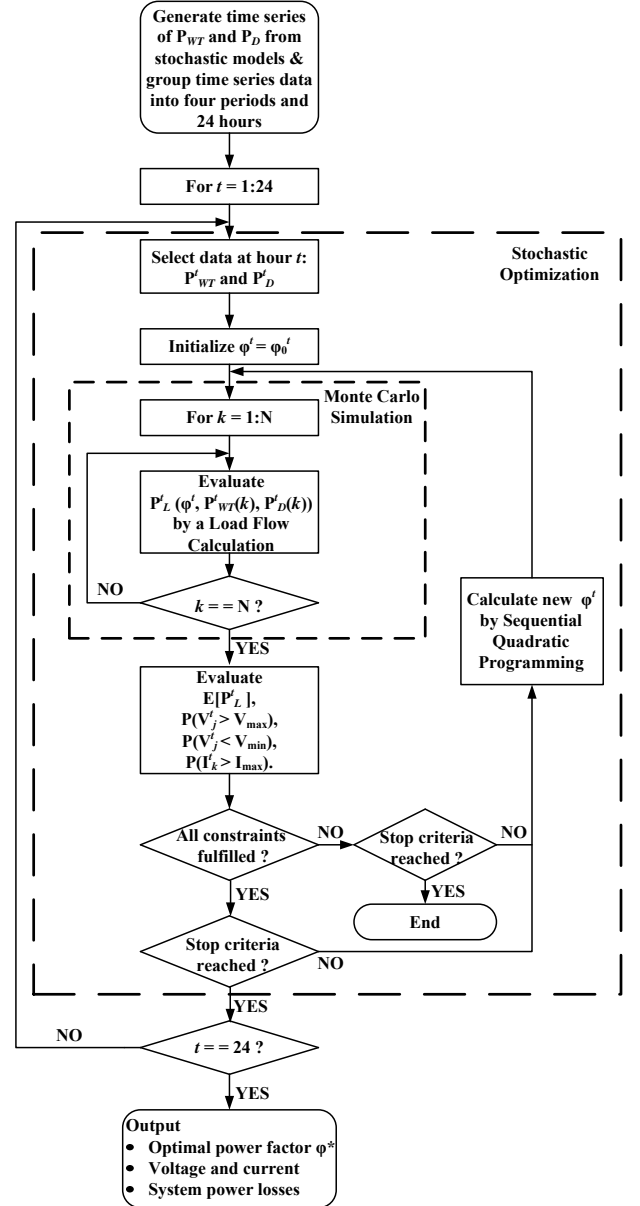 Generate time series
of P_WT and P_D from
stochastic models &
group time series data
into four periods and
24 hours
For t = 1:24
Select data at hour t:
P^t_WT and P^t_D
Stochastic
Optimization
Initialize φ^t = φ_0^t
Monte Carlo
Simulation
For k = 1:N
Evaluate
P^t_L (φ^t, P^t_WT(k), P^t_D(k))
by a Load Flow
Calculation
NO
k = = N ?
YES
Calculate new φ^t
by Sequential
Quadratic
Programming
Evaluate
E[P^t_L ],
P(V^t_j > V_max),
P(V^t_j < V_min),
P(I^t_k > I_max).
All constraints
fulfilled ?
NO
Stop criteria
reached ?
NO
YES
YES
End
Stop criteria
reached ?
NO
YES
NO
t = = 24 ?
YES
Output
• Optimal power factor φ*
• Voltage and current
• System power losses